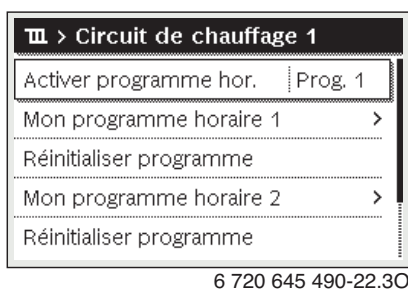 > Circuit de chauffage 1
Activer programme hor. Prog. 1
Mon programme horaire 1 >
Réinitialiser programme
Mon programme horaire 2 >
Réinitialiser programme
6 720 645 490-22.3O